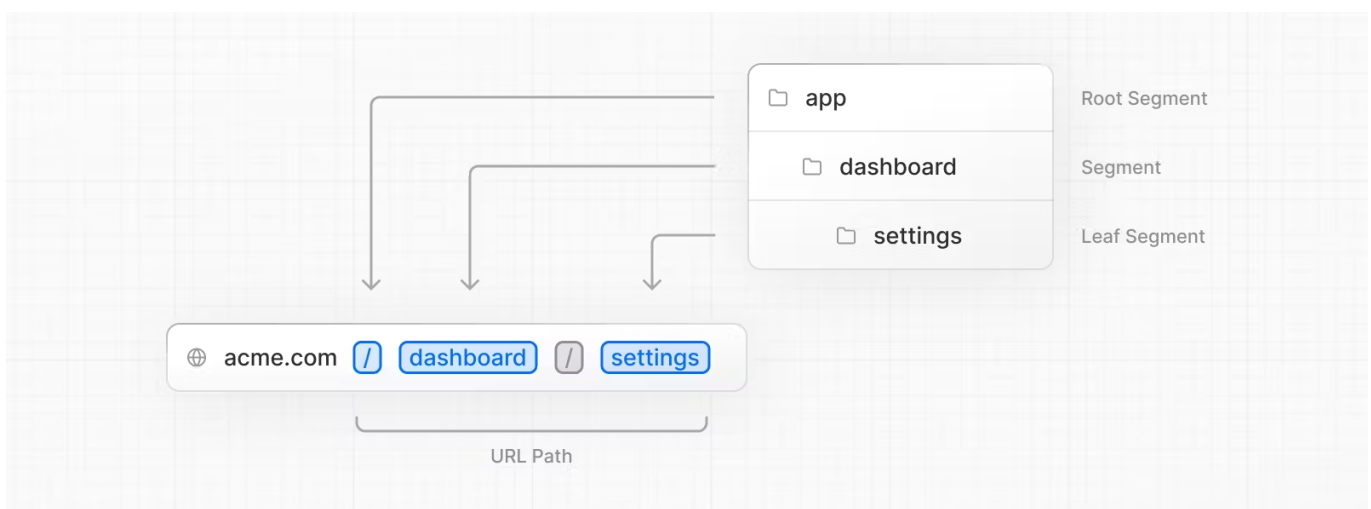 app
Root Segment
dashboard
Segment
settings
Leaf Segment
acme.com / dashboard / settings
URL Path